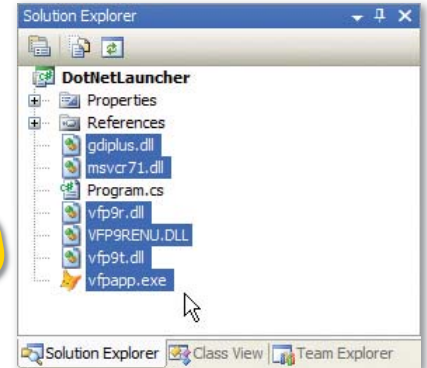 Solution Explorer
DotNetLauncher
Properties
References
gdiplus.dll
msvcr71.dll
Program.cs
vfp9r.dll
VFP9RENU.DLL
vfp9t.dll
vfpapp.exe
Solution Explorer Class View Team Explorer